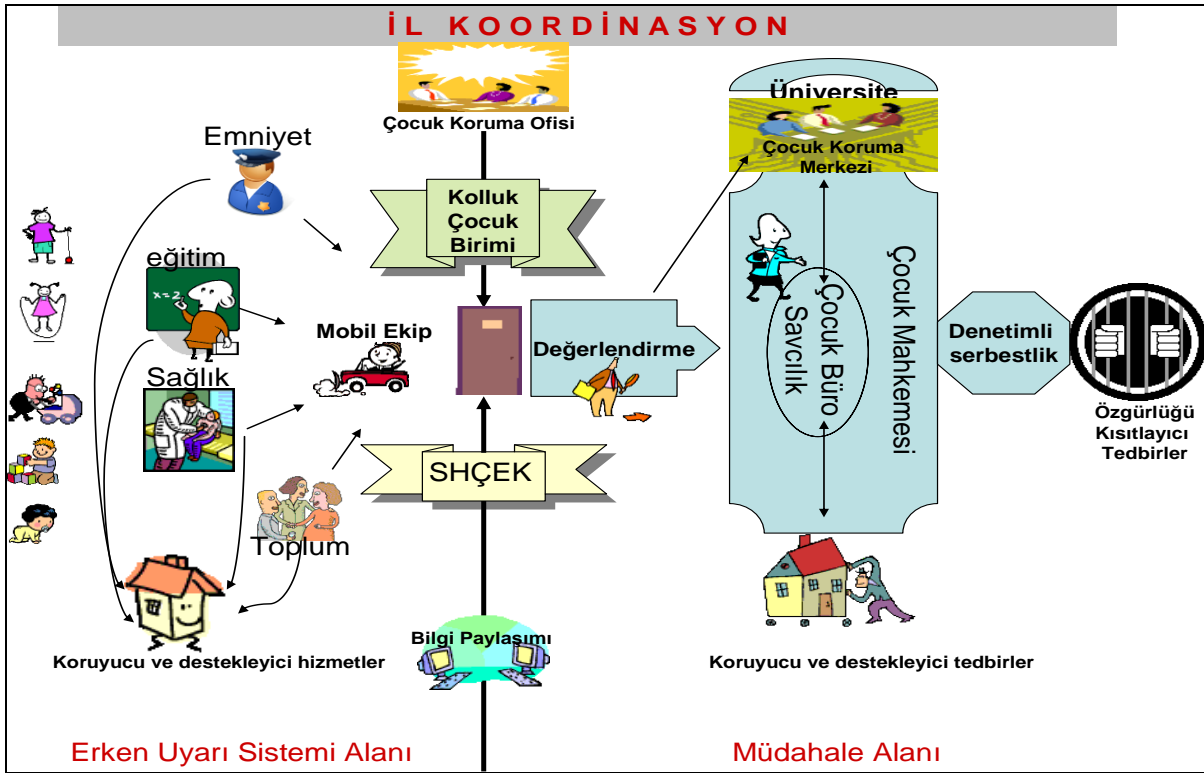 İL KOORDİNASYON
Çocuk Koruma Ofisi
Emniyet
Kolluk
Çocuk
Birimi
eğitim
x=2
Mobil Ekip
Sağlık
SHÇEK
Toplum
Bilgi Paylaşımı
Koruyucu ve destekleyici hizmetler
Erken Uyarı Sistemi Alanı
Üniversite
Çocuk Koruma
Merkezi
Değerlendirme
Çocuk Büro
Savcılık
Çocuk Mahkemesi
Denetimli
serbestlik
Özgürlüğü
Kısıtlayıcı
Tedbirler
Koruyucu ve destekleyici tedbirler
Müdahale Alanı